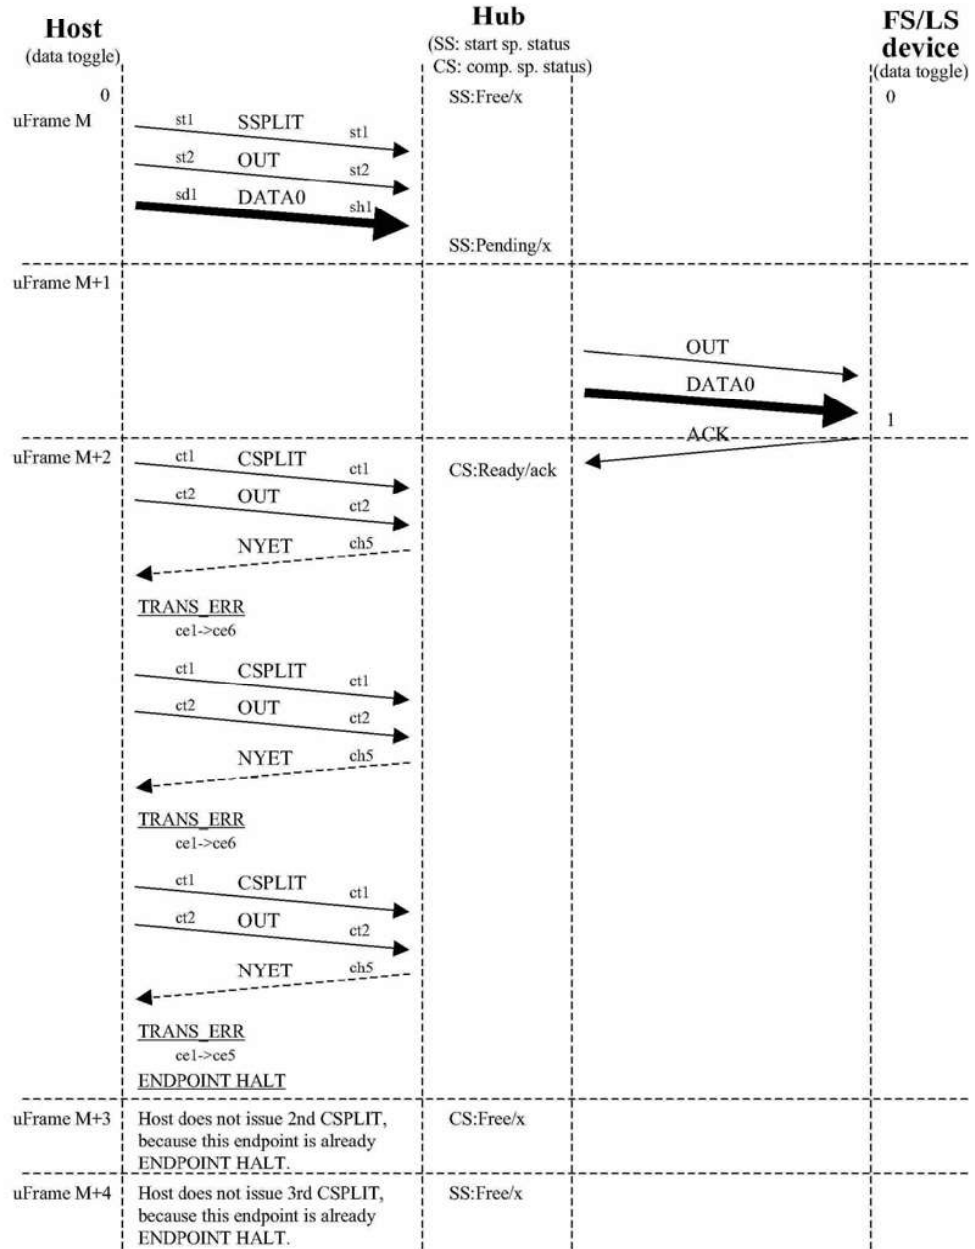 Host
(data toggle)
Hub
(SS: start sp. status
CS: comp. sp. status)
FS/LS
device
(data toggle)
0
SS:Free/x
0
uFrame M
st1 SSPLIT st1
st2 OUT st2
sd1 DATA0 sh1
SS:Pending/x
uFrame M+1
OUT
DATA0
1
ACK
uFrame M+2
ct1 CSPLIT ct1
CS:Ready/ack
ct2 OUT ct2
NYET ch5
TRANS_ERR
ce1->ce6
ct1 CSPLIT ct1
ct2 OUT ct2
NYET ch5
TRANS_ERR
ce1->ce6
ct1 CSPLIT ct1
ct2 OUT ct2
NYET ch5
TRANS_ERR
ce1->ce5
ENDPOINT HALT
uFrame M+3
Host does not issue 2nd CSPLIT,
because this endpoint is already
ENDPOINT HALT.
CS:Free/x
uFrame M+4
Host does not issue 3rd CSPLIT,
because this endpoint is already
ENDPOINT HALT.
SS:Free/x